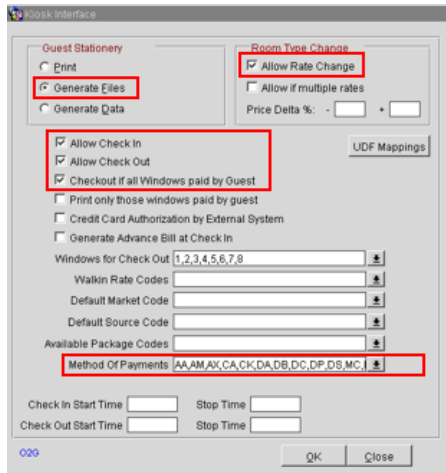 Kiosk Interface
Guest Stationery
Room Type Change
Print
Allow Rate Change
Generate Files
Allow if multiple rates
Generate Data
Price Delta %: - +
Allow Check In
UDF Mappings
Allow Check Out
Checkout if all Windows paid by Guest
Print only those windows paid by guest
Credit Card Authorization by External System
Generate Advance Bill at Check In
Windows for Check Out 1,2,3,4,5,6,7,8
Walkin Rate Codes
Default Market Code
Default Source Code
Available Package Codes
Method Of Payments AA,AM,AX,CA,CK,DA,DB,DC,DP,DS,MC,
Check In Start Time Stop Time
Check Out Start Time Stop Time
O2G
OK Close